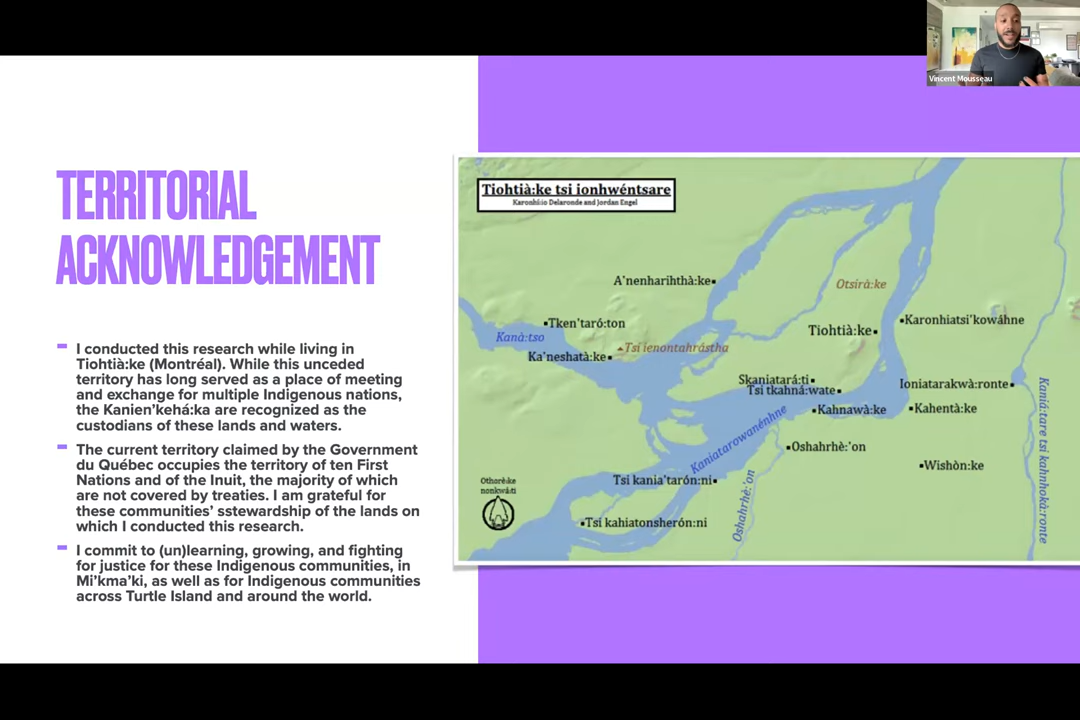 Vincent Mousseau
TERRITORIAL
ACKNOWLEDGEMENT
I conducted this research while living in
Tiohtià:ke (Montréal). While this unceded
territory has long served as a place of meeting
and exchange for multiple Indigenous nations,
the Kanien'kehá:ka are recognized as the
custodians of these lands and waters.
The current territory claimed by the Government
du Québec occupies the territory of ten First
Nations and of the Inuit, the majority of which
are not covered by treaties. I am grateful for
these communities' sstewardship of the lands on
which I conducted this research.
I commit to (un)learning, growing, and fighting
for justice for these Indigenous communities, in
Mi'kma'ki, as well as for Indigenous communities
across Turtle Island and around the world.
Tiohtià:ke tsi ionhwéntsare
Karonhí:io Delaronde and Jordan Engel
A'nenharihthà:ke
Otsirà:ke
Tken'taró:ton
Karonhiatsi'kowáhne
Tiohtià:ke
Kanà:tso
Tsi ienontahrástha
Ka'neshatà:ke
Skaniatará:ti
Tsi tkahná:wate
Ioniatarakwà:ronte
Kahnawà:ke
Kahentà:ke
Kaniatarowanénhne
Kaniá:tare tsi kahnhokà:ronte
Oshahrhè:'on
Wishòn:ke
Tsi kania'tarón:ni
Othorè:ke
nonkwá:ti
Oshahrhè:'on
Tsi kahiatonsherón:ni